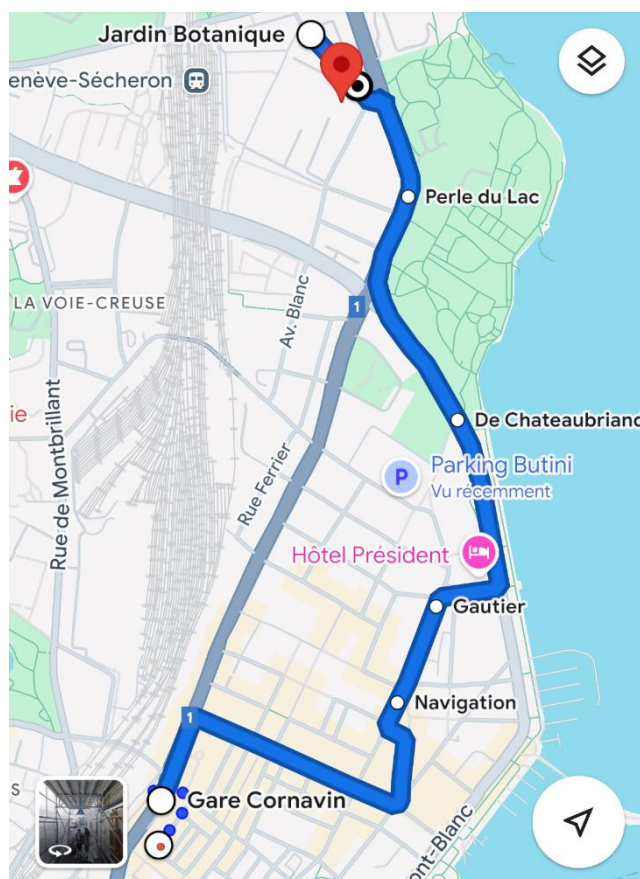 Jardin Botanique
enève-Sécheron
Perle du Lac
LA VOIE-CREUSE
1
Av. Blanc
ie
De Chateaubriand
Rue de Montbrillant
P
Parking Butini
Vu récemment
Rue Ferrier
Hôtel Président
Gautier
Navigation
1
S
Gare Cornavin
ont-Blanc